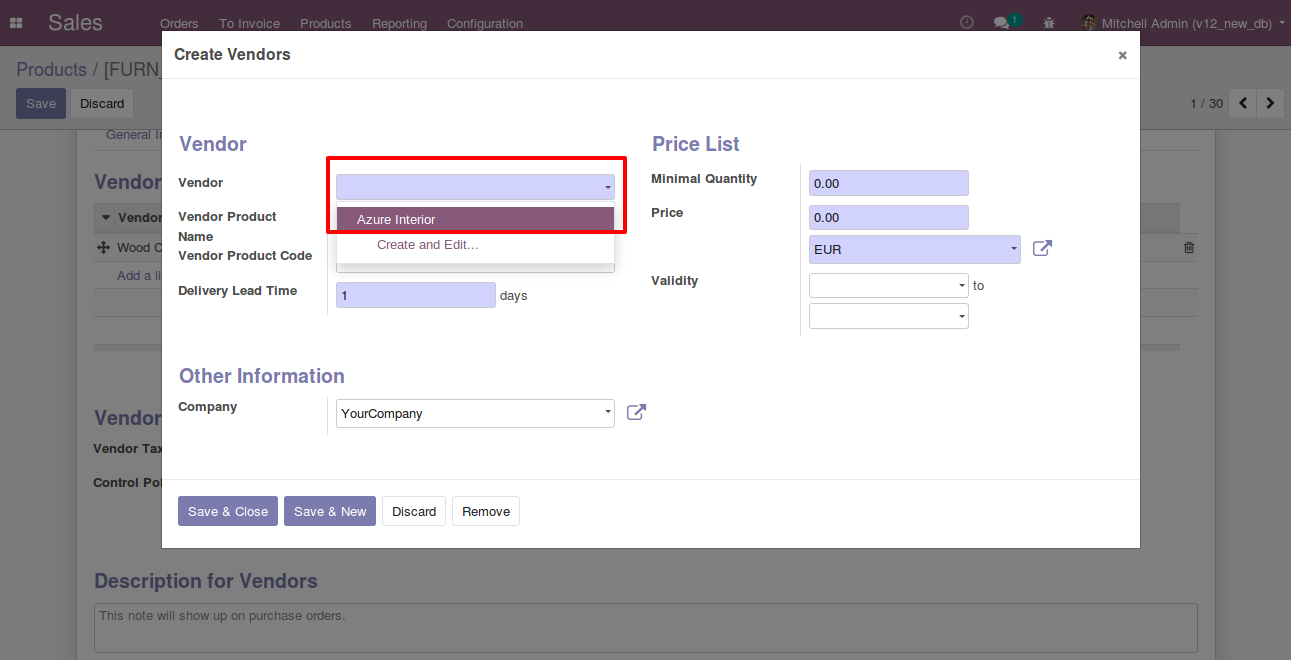 Sales Orders To Invoice Products Reporting Configuration 1 Mitchell Admin (v12_new_db)
Create Vendors ×
Products / [FURN_
Save Discard
1 / 30
General In
Vendor
Vendor
Wood C
Add a li
Vendor
Vendor Tax
Control Pol
Vendor
Vendor
Azure Interior
Create and Edit...
Vendor Product
Name
Vendor Product Code
Delivery Lead Time 1 days
Price List
Minimal Quantity 0.00
Price 0.00
EUR
Validity to
Other Information
Company YourCompany
Save & Close Save & New Discard Remove
Description for Vendors
This note will show up on purchase orders.